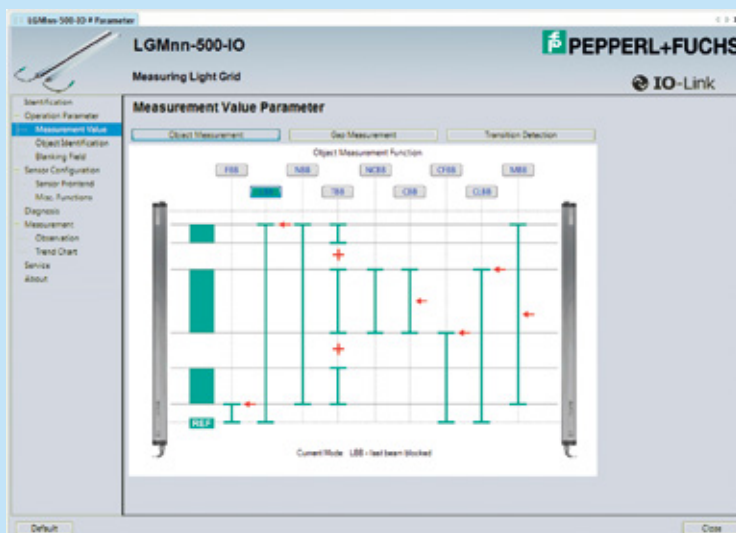 LGMnn-500-IO # Parameter
LGMnn-500-IO
PEPPERL+FUCHS
Measuring Light Grid
IO-Link
Identification
Operation Parameter
Measurement Value
Object Identification
Blanking Field
Sensor Configuration
Sensor Frontend
Misc. Functions
Diagnosis
Measurement
Observation
Trend Chart
Service
About
Measurement Value Parameter
Object Measurement
Gap Measurement
Transition Detection
Object Measurement Function
FBB
NBB
NCBB
CFBB
MBB
TBB
CBB
CLBB
REF
Current Mode LBB - last beam blocked
Default
Close